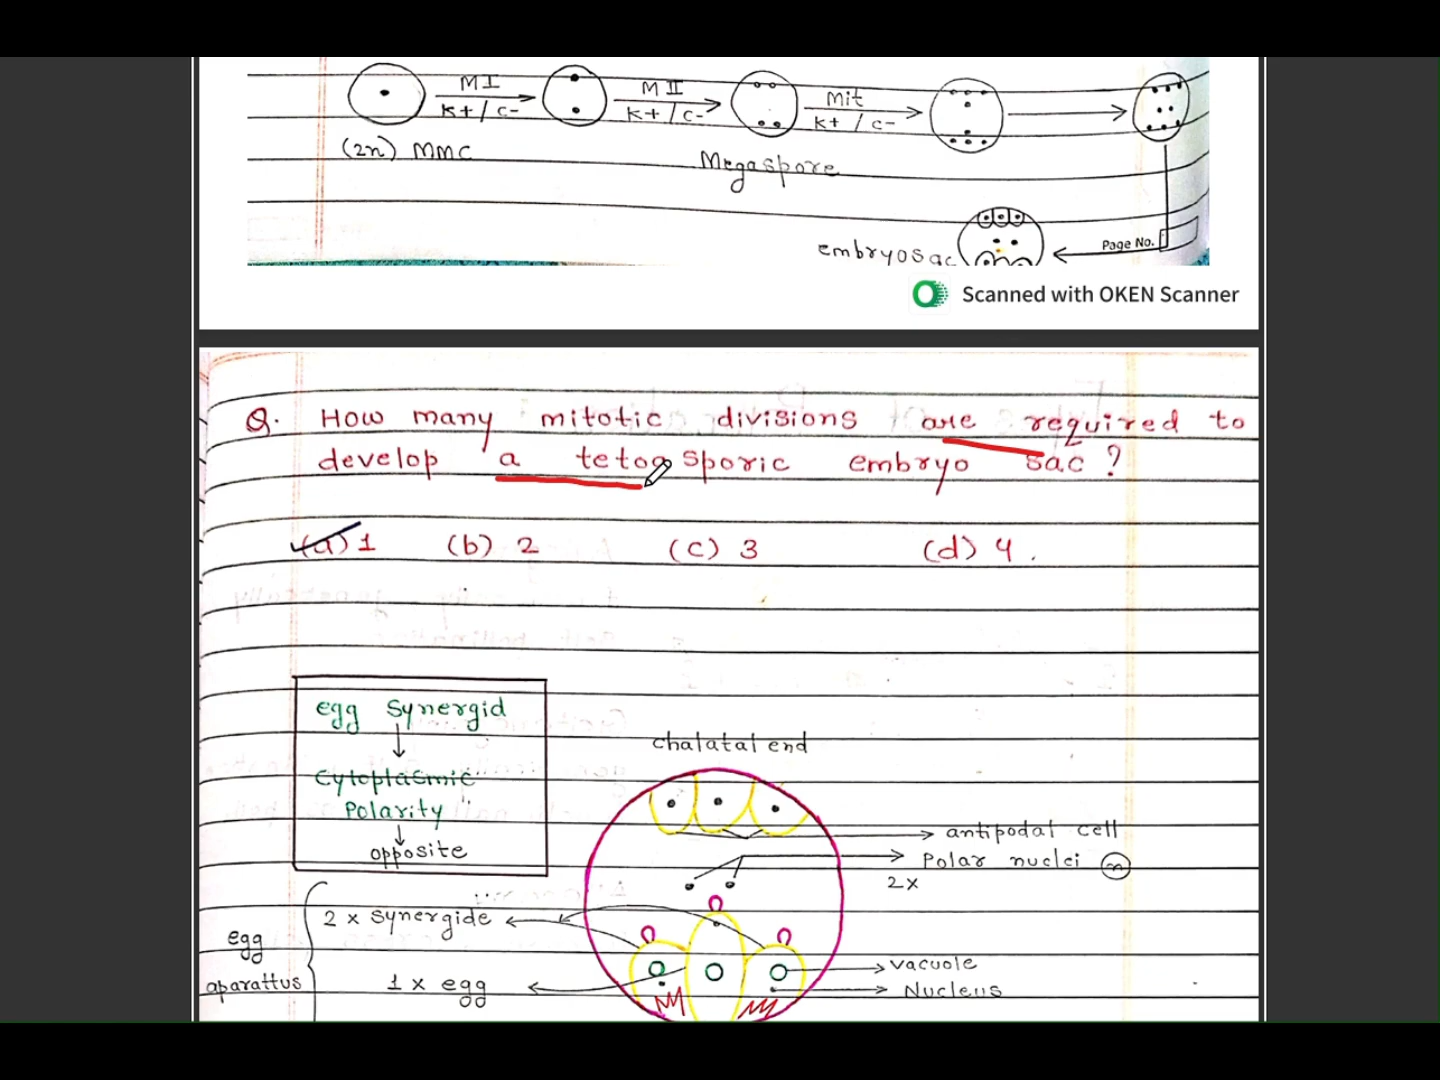 MI
K+/c-
MII
K+/c-
Mit
K+/c-
(2n) MMC
Megaspore
embryosac
Page No.
Scanned with OKEN Scanner
Q. How many mitotic divisions are required to
develop a tetosporic embryo sac?
(a) 1 (b) 2 (c) 3 (d) 4.
egg synergid
cytoplasmic
Polarity
opposite
chalatal end
antipodal cell
Polar nuclei n
2x
2 x synergide
egg
aparattus
1 x egg
vacuole
Nucleus